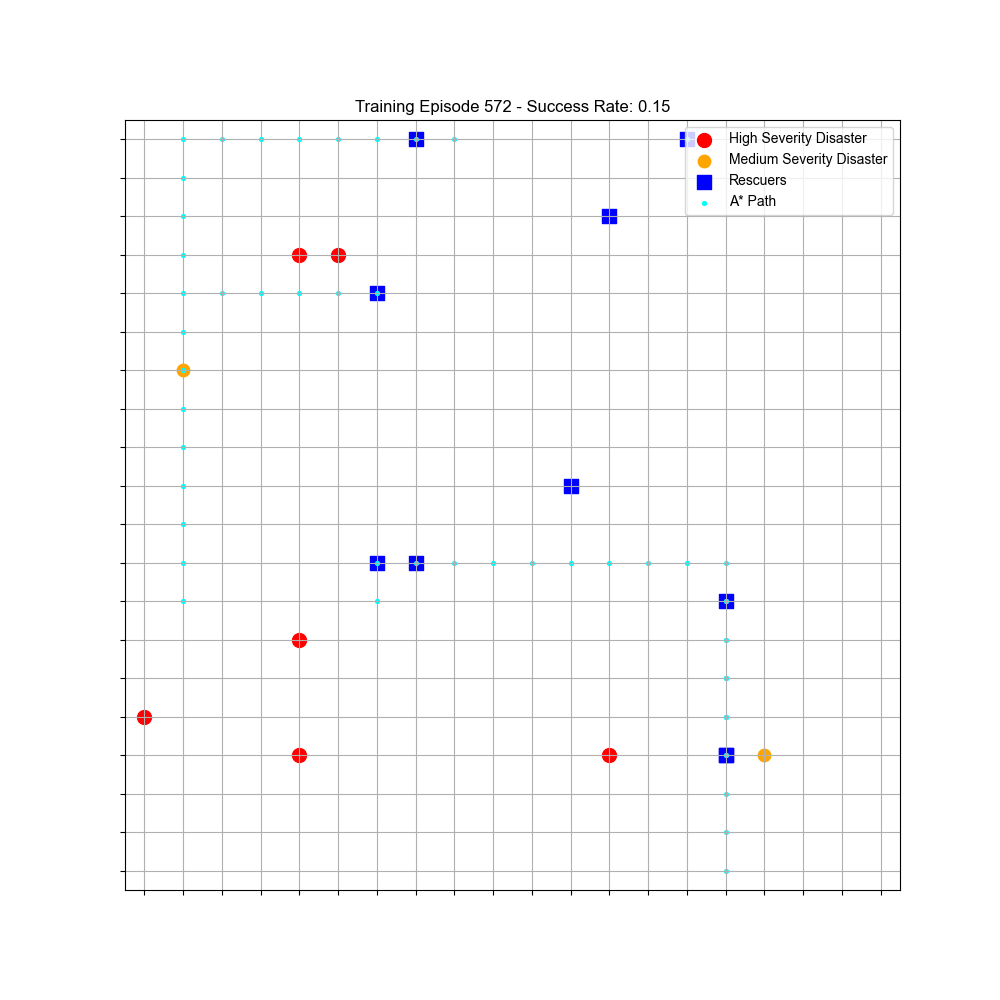 Training Episode 572 - Success Rate: 0.15
High Severity Disaster
Medium Severity Disaster
Rescuers
A* Path